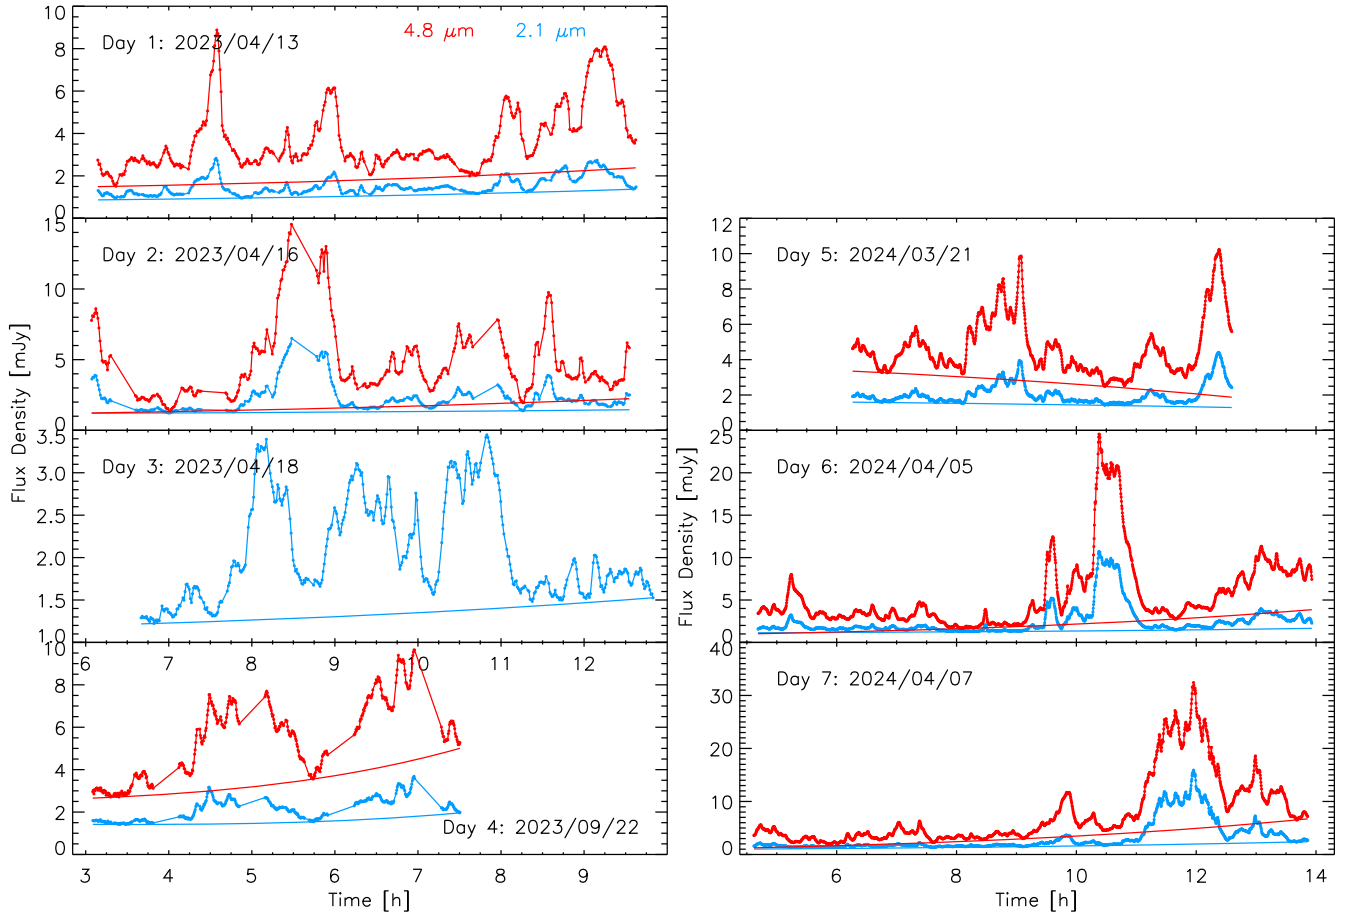 10
8
6
4
2
0
Day 1: 2023/04/13
4.8 μm
2.1 μm
15
10
5
0
Day 2: 2023/04/16
3.5
3.0
2.5
2.0
1.5
1.0
Day 3: 2023/04/18
6 7 8 9 10 11 12
10
8
6
4
2
0
Day 4: 2023/09/22
3 4 5 6 7 8 9
Time [h]
Flux Density [mJy]
12
10
8
6
4
2
0
Day 5: 2024/03/21
25
20
15
10
5
0
Day 6: 2024/04/05
40
30
20
10
0
Day 7: 2024/04/07
6 8 10 12 14
Time [h]
Flux Density [mJy]